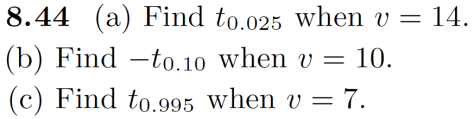 8.44 (a) Find t₀.₀₂₅ when v = 14.
(b) Find −t₀.₁₀ when v = 10.
(c) Find t₀.₉₉₅ when v = 7.